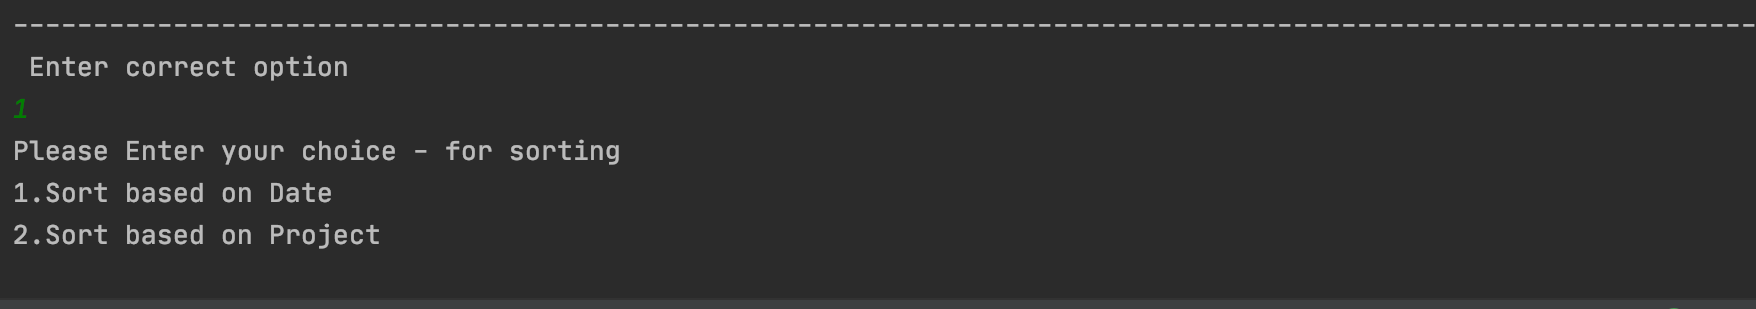 --------------------------------------------------------------------------------------------------------------
Enter correct option
1
Please Enter your choice - for sorting
1.Sort based on Date
2.Sort based on Project